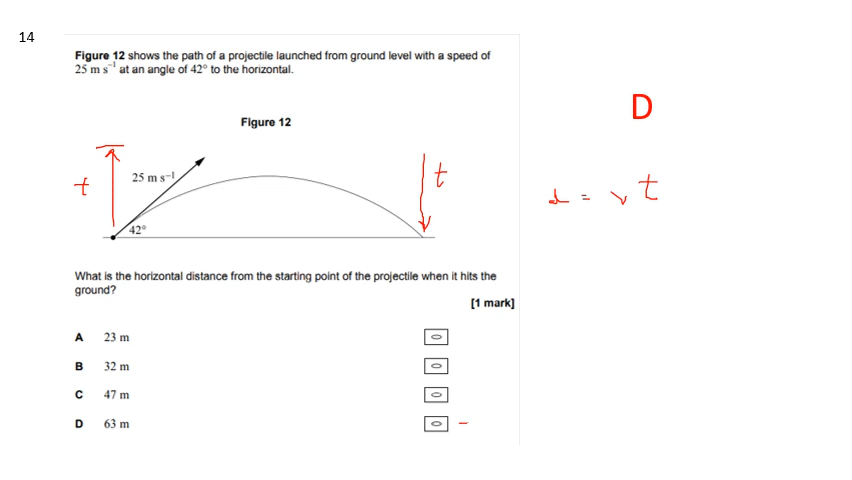 14
Figure 12 shows the path of a projectile launched from ground level with a speed of
25 m s⁻¹ at an angle of 42° to the horizontal.
D
Figure 12
t
25 m s⁻¹
t
d = v t
42°
What is the horizontal distance from the starting point of the projectile when it hits the
ground?
[1 mark]
A 23 m
B 32 m
C 47 m
D 63 m